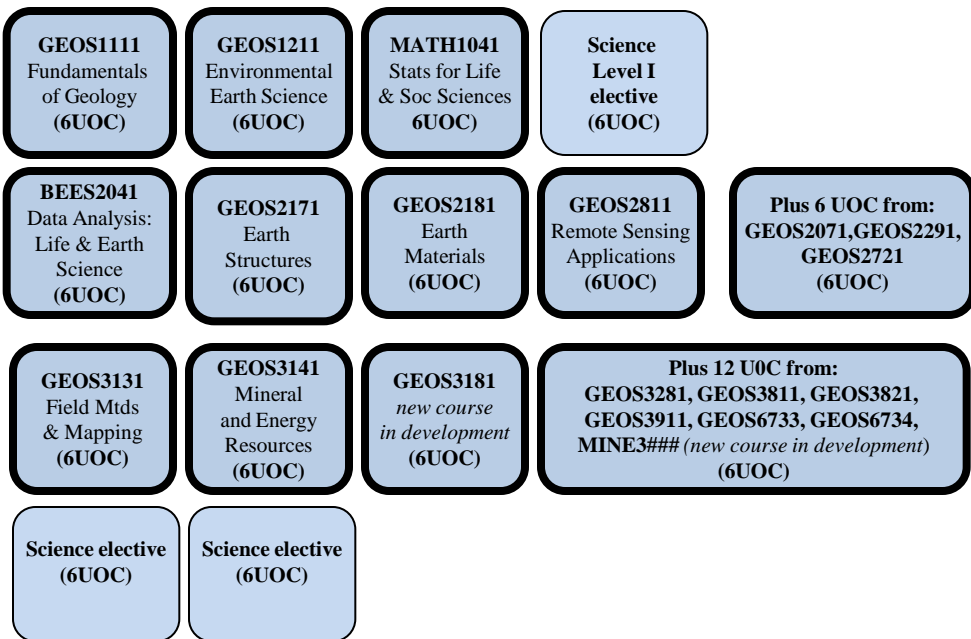 GEOS1111
Fundamentals
of Geology
(6UOC)
GEOS1211
Environmental
Earth Science
(6UOC)
MATH1041
Stats for Life
& Soc Sciences
6UOC)
Science
Level I
elective
(6UOC)
BEES2041
Data Analysis:
Life & Earth
Science
(6UOC)
GEOS2171
Earth
Structures
(6UOC)
GEOS2181
Earth
Materials
(6UOC)
GEOS2811
Remote Sensing
Applications
(6UOC)
Plus 6 UOC from:
GEOS2071,GEOS2291,
GEOS2721
(6UOC)
GEOS3131
Field Mtds
& Mapping
(6UOC)
GEOS3141
Mineral
and Energy
Resources
(6UOC)
GEOS3181
new course
in development
(6UOC)
Plus 12 U0C from:
GEOS3281, GEOS3811, GEOS3821,
GEOS3911, GEOS6733, GEOS6734,
MINE3### (new course in development)
(6UOC)
Science elective
(6UOC)
Science elective
(6UOC)